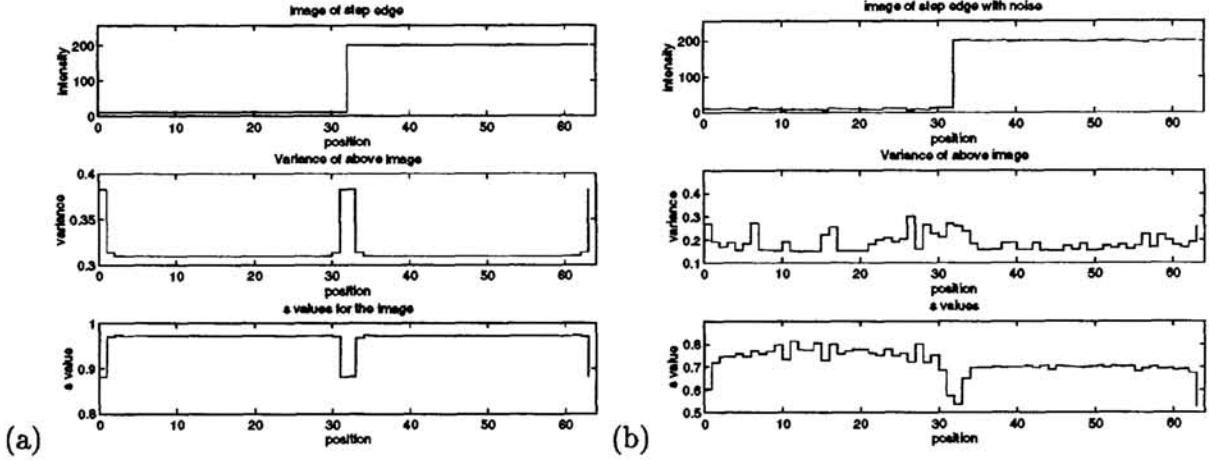 Image of step edge
intensity
200
100
0
0 10 20 30 40 50 60
position
Variance of above image
variance
0.4
0.35
0.3
0 10 20 30 40 50 60
position
s values for the image
s value
1
0.9
0.8
0 10 20 30 40 50 60
position
(a)
image of step edge with noise
intensity
200
100
0
0 10 20 30 40 50 60
position
Variance of above image
variance
0.4
0.3
0.2
0.1
0 10 20 30 40 50 60
position
s values
s value
0.8
0.7
0.6
0.5
0 10 20 30 40 50 60
position
(b)